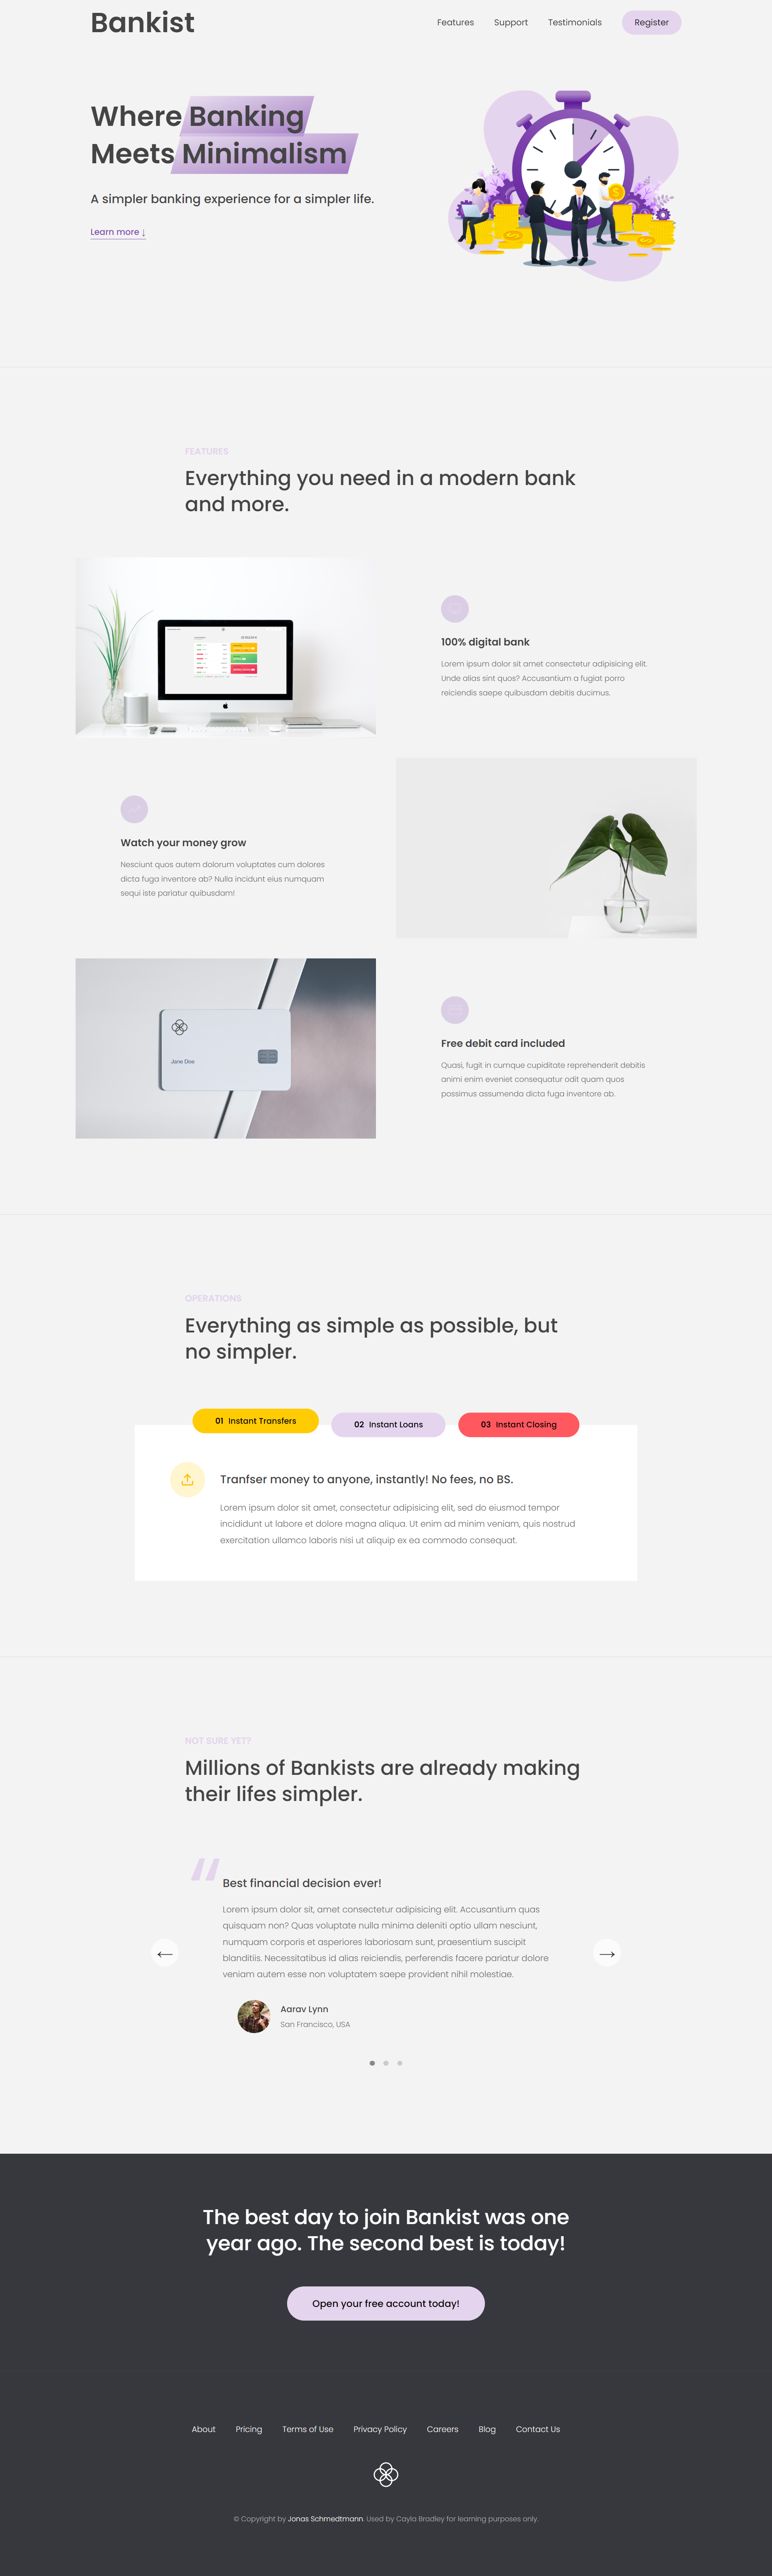 Bankist
Features Support Testimonials Register
Where Banking
Meets Minimalism
A simpler banking experience for a simpler life.
Learn more ↓
FEATURES
Everything you need in a modern bank
and more.
100% digital bank
Lorem ipsum dolor sit amet consectetur adipisicing elit.
Unde alias sint quos? Accusantium a fugiat porro
reiciendis saepe quibusdam debitis ducimus.
Watch your money grow
Nesciunt quos autem dolorum voluptates cum dolores
dicta fuga inventore ab? Nulla incidunt eius numquam
sequi iste pariatur quibusdam!
Jane Doe
Free debit card included
Quasi, fugit in cumque cupiditate reprehenderit debitis
animi enim eveniet consequatur odit quam quos
possimus assumenda dicta fuga inventore ab.
OPERATIONS
Everything as simple as possible, but
no simpler.
01 Instant Transfers
02 Instant Loans
03 Instant Closing
Tranfser money to anyone, instantly! No fees, no BS.
Lorem ipsum dolor sit amet, consectetur adipisicing elit, sed do eiusmod tempor
incididunt ut labore et dolore magna aliqua. Ut enim ad minim veniam, quis nostrud
exercitation ullamco laboris nisi ut aliquip ex ea commodo consequat.
NOT SURE YET?
Millions of Bankists are already making
their lifes simpler.
Best financial decision ever!
Lorem ipsum dolor sit, amet consectetur adipisicing elit. Accusantium quas
quisquam non? Quas voluptate nulla minima deleniti optio ullam nesciunt,
numquam corporis et asperiores laboriosam sunt, praesentium suscipit
blanditiis. Necessitatibus id alias reiciendis, perferendis facere pariatur dolore
veniam autem esse non voluptatem saepe provident nihil molestiae.
Aarav Lynn
San Francisco, USA
The best day to join Bankist was one
year ago. The second best is today!
Open your free account today!
About Pricing Terms of Use Privacy Policy Careers Blog Contact Us
© Copyright by Jonas Schmedtmann. Used by Cayla Bradley for learning purposes only.